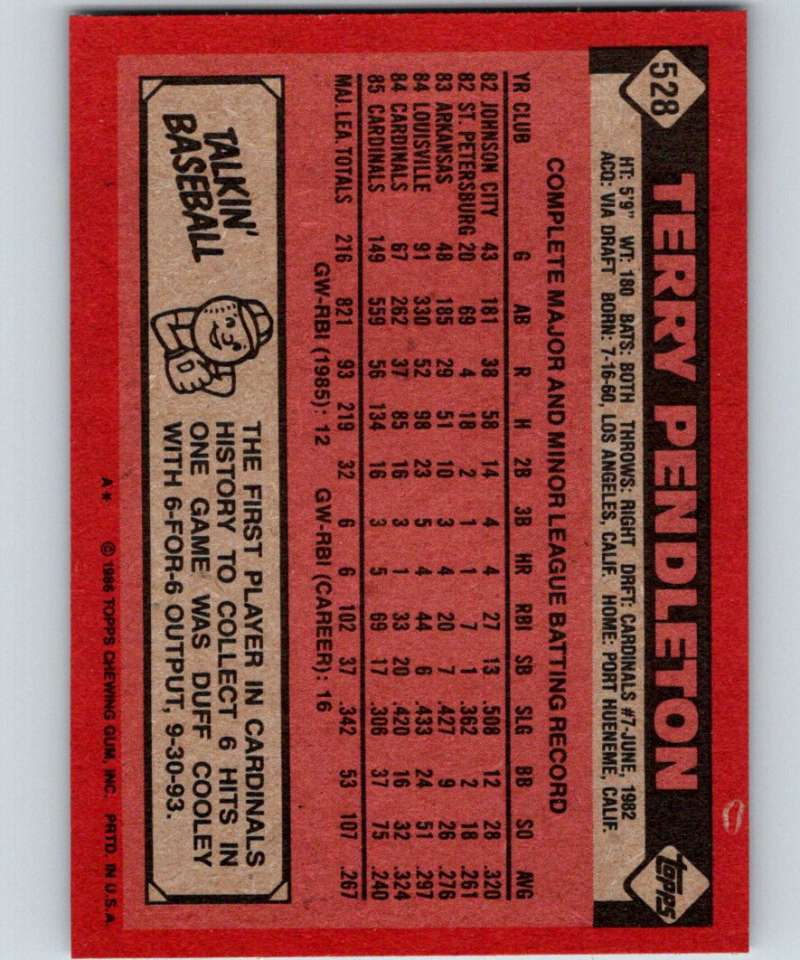 528
TERRY PENDLETON
topps
HT: 5'9" WT: 180 BATS: BOTH THROWS: RIGHT DRFT: CARDINALS #7-JUNE, 1982
ACQ: VIA DRAFT BORN: 7-16-60, LOS ANGELES, CALIF. HOME: PORT HUENEME, CALIF.
COMPLETE MAJOR AND MINOR LEAGUE BATTING RECORD
YR CLUB G AB R H 2B 3B HR RBI SB SLG BB SO AVG
82 JOHNSON CITY 43 181 38 58 14 4 4 27 13 .508 12 28 .320
82 ST. PETERSBURG 20 69 4 18 2 1 1 7 1 .362 2 18 .261
83 ARKANSAS 48 185 29 51 10 3 4 20 7 .427 9 26 .276
84 LOUISVILLE 91 330 52 98 23 5 4 44 6 .433 24 51 .297
84 CARDINALS 67 262 37 85 16 3 1 33 20 .420 16 32 .324
85 CARDINALS 149 559 56 134 16 3 5 69 17 .306 37 75 .240
MAJ. LEA. TOTALS 216 821 93 219 32 6 6 102 37 .342 53 107 .267
GW-RBI (1985): 12 GW-RBI (CAREER): 16
TALKIN'
BASEBALL
THE FIRST PLAYER IN CARDINALS
HISTORY TO COLLECT 6 HITS IN
ONE GAME WAS DUFF COOLEY
WITH 6-FOR-6 OUTPUT, 9-30-93.
A* © 1986 TOPPS CHEWING GUM, INC. PRTD. IN U.S.A.